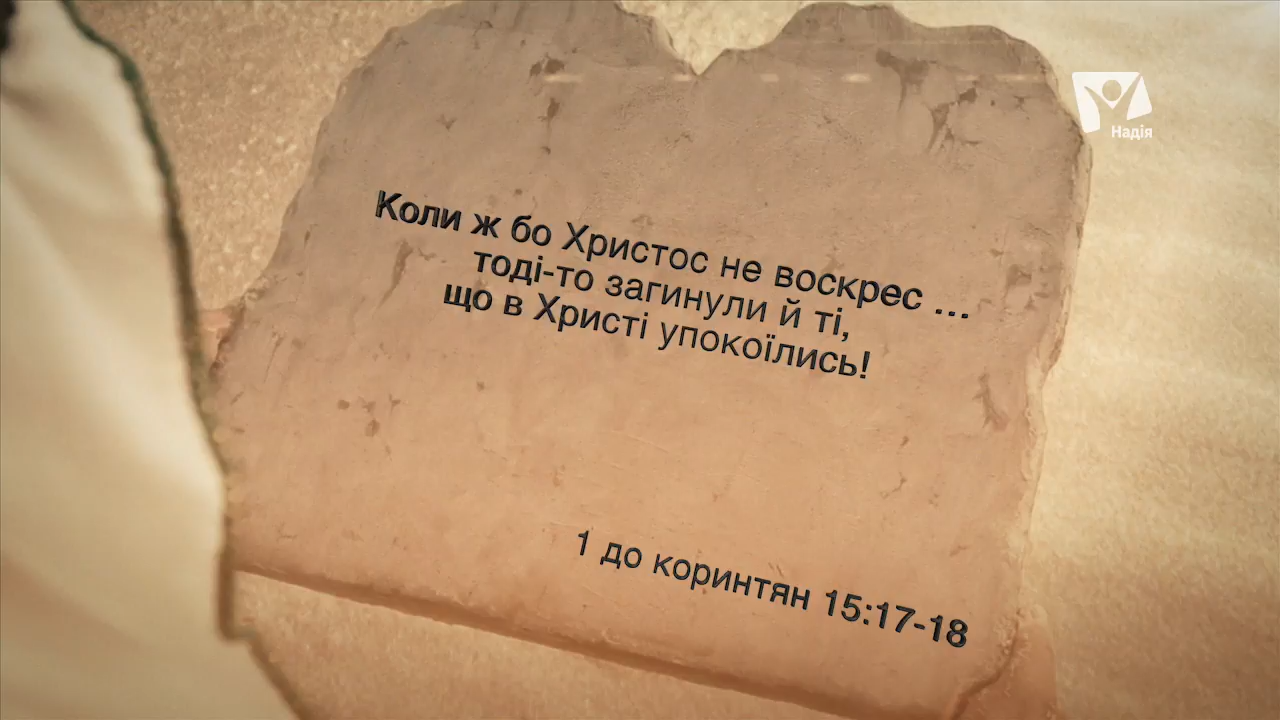 Надія
Коли ж бо Христос не воскрес ...
тоді-то загинули й ті,
що в Христі упокоїлись!
1 до коринтян 15:17-18